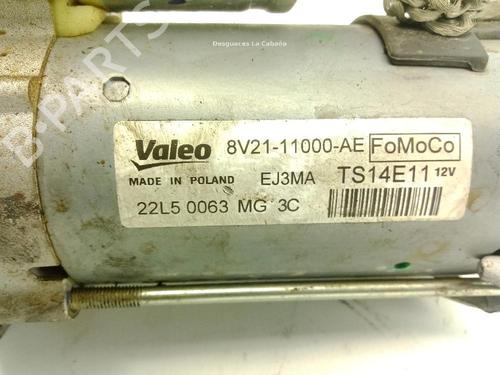 Desguaces La Cabaña
B-PARTS
Valeo 8V21-11000-AE FoMoCo
MADE IN POLAND EJ3MA TS14E11 12V
22L5 0063 MG 3C